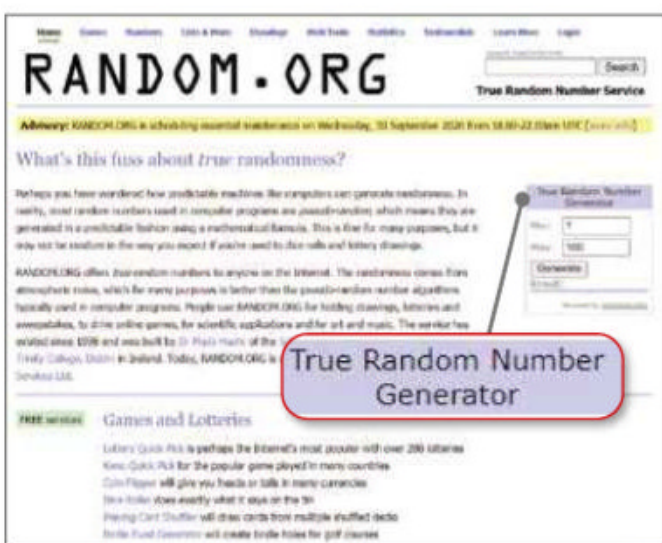 Home Games Numbers Lists & More Drawings Web Tools Statistics Testimonials Learn More Login
RANDOM.ORG
Search
True Random Number Service
Advisory: RANDOM.ORG is scheduling essential maintenance on Wednesday, 30 September 2020 from 18.00-22.00am UTC
What's this fuss about true randomness?
Perhaps you have wondered how predictable machines like computers can generate randomness. In
reality, most random numbers used in computer programs are pseudo-random, which means they are
generated in a predictable fashion using a mathematical formula. This is fine for many purposes, but it
may not be random in the way you expect if you're used to dice rolls and lottery drawings.
RANDOM.ORG offers true random numbers to anyone on the Internet. The randomness comes from
atmospheric noise, which for many purposes is better than the pseudo-random number algorithms
typically used in computer programs. People use RANDOM.ORG for holding drawings, lotteries and
sweepstakes, to drive online games, for scientific applications and for art and music. The service has
existed since 1998 and was built by Dr Mads Haahr of the
Trinity College, Dublin in Ireland. Today, RANDOM.ORG is
Services Ltd.
True Random Number
Generator
Min: 1
Max: 100
Generate
Result:
True Random Number
Generator
FREE services
Games and Lotteries
Lottery Quick Pick is perhaps the Internet's most popular with over 280 lotteries
Keno Quick Pick for the popular game played in many countries
Coin Flipper will give you heads or tails in many currencies
Dice Roller does exactly what it says on the tin
Playing Card Shuffler will draw cards from multiple shuffled decks
Birdie Fund Generator will create birdie holes for golf courses